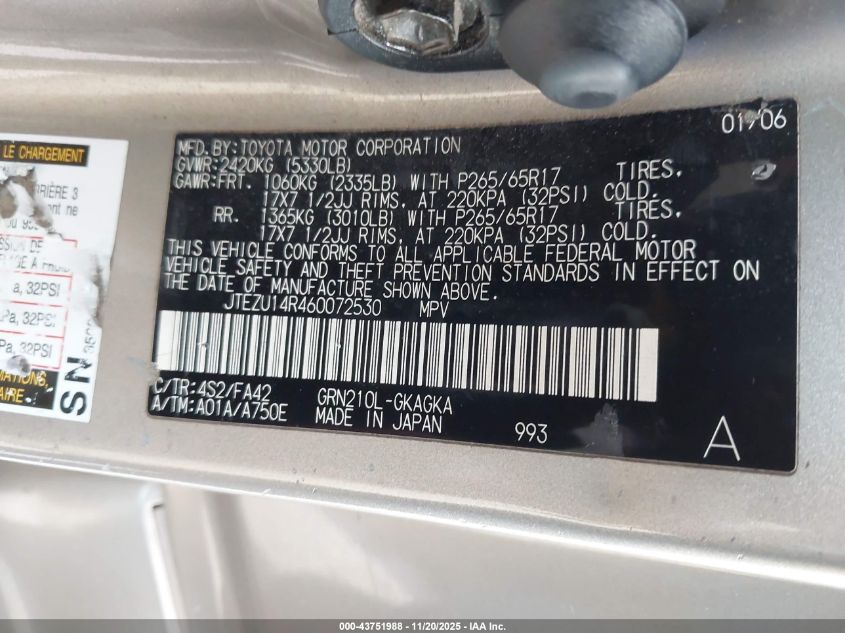 01/06
MFD. BY: TOYOTA MOTOR CORPORATION
GVWR: 2420KG (5330LB)
GAWR: FRT. 1060KG (2335LB) WITH P265/65R17 TIRES,
17X7 1/2JJ RIMS, AT 220KPA (32PSI) COLD.
RR. 1365KG (3010LB) WITH P265/65R17 TIRES,
17X7 1/2JJ RIMS, AT 220KPA (32PSI) COLD.
THIS VEHICLE CONFORMS TO ALL APPLICABLE FEDERAL MOTOR
VEHICLE SAFETY AND THEFT PREVENTION STANDARDS IN EFFECT ON
THE DATE OF MANUFACTURE SHOWN ABOVE.
JTEZU14R460072530 MPV
C/TR: 4S2/FA42 GRN210L-GKAGKA
A/TM: A01A/A750E MADE IN JAPAN 993 A
LE CHARGEMENT
3
ont ne
a, 32PSI
Pa, 32PSI
Pa, 32PSI
SN
000-43751988 — 11/20/2025 — IAA Inc.